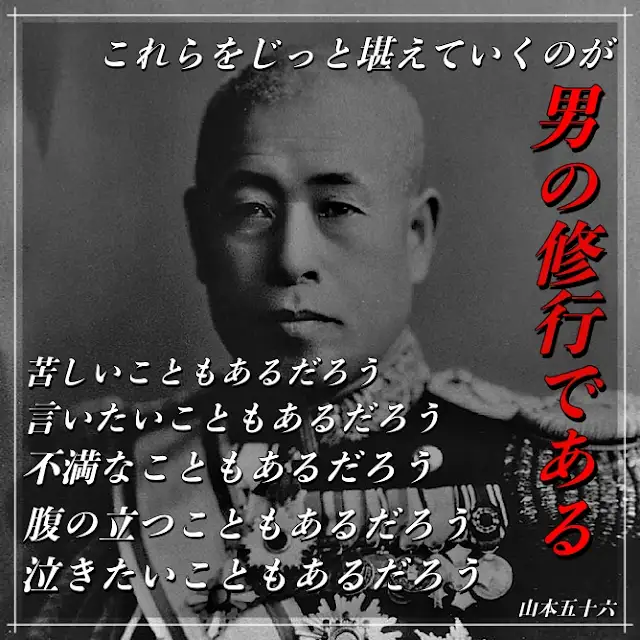 これらをじっと堪えていくのが
男の修行である
苦しいこともあるだろう
言いたいこともあるだろう
不満なこともあるだろう
腹の立つこともあるだろう
泣きたいこともあるだろう
山本五十六